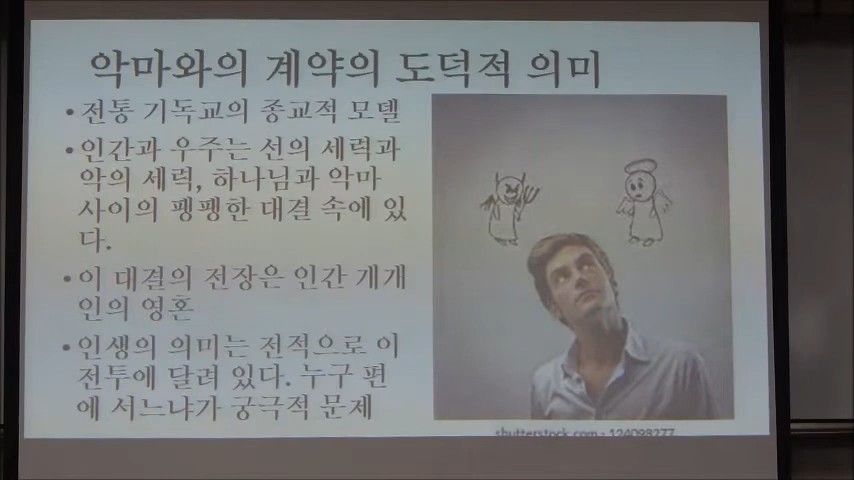 악마와의 계약의 도덕적 의미
• 전통 기독교의 종교적 모델
• 인간과 우주는 선의 세력과
악의 세력, 하나님과 악마
사이의 팽팽한 대결 속에 있
다.
• 이 대결의 전장은 인간 개개
인의 영혼
• 인생의 의미는 전적으로 이
전투에 달려 있다. 누구 편
에 서느냐가 궁극적 문제
shutterstock.com · 124098277